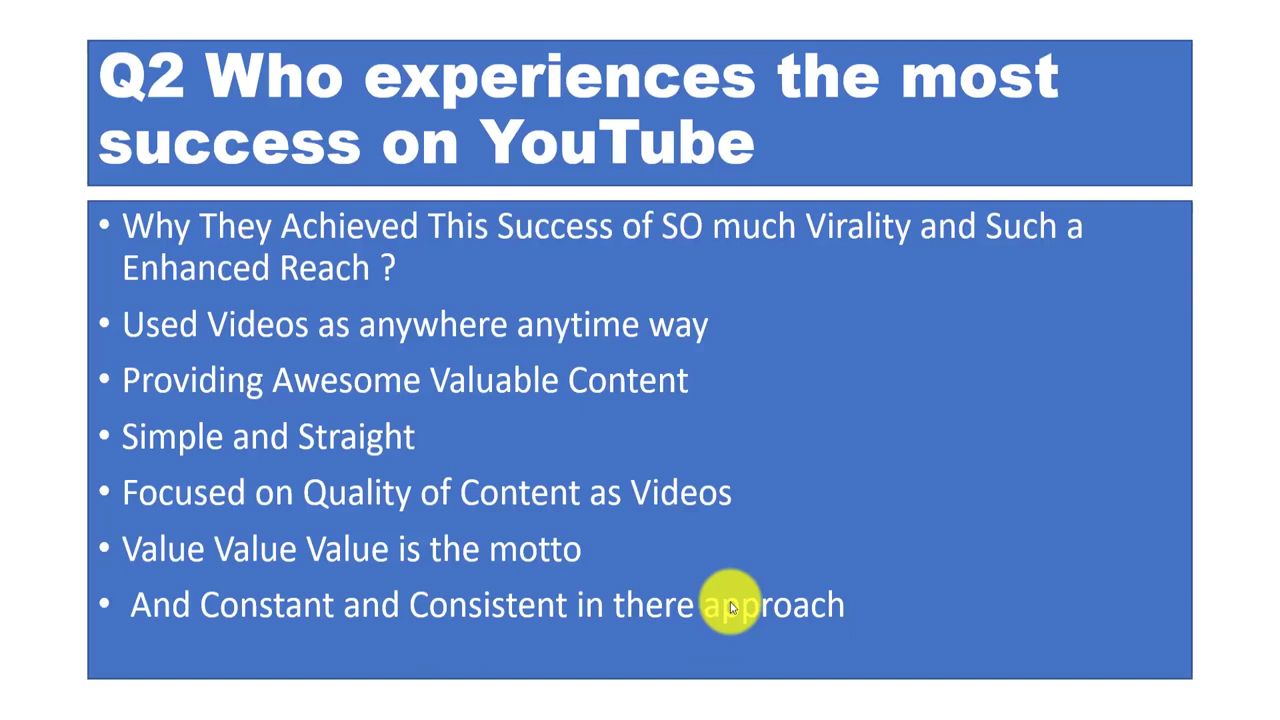 Q2 Who experiences the most
success on YouTube
• Why They Achieved This Success of SO much Virality and Such a
Enhanced Reach ?
• Used Videos as anywhere anytime way
• Providing Awesome Valuable Content
• Simple and Straight
• Focused on Quality of Content as Videos
• Value Value Value is the motto
• And Constant and Consistent in there approach